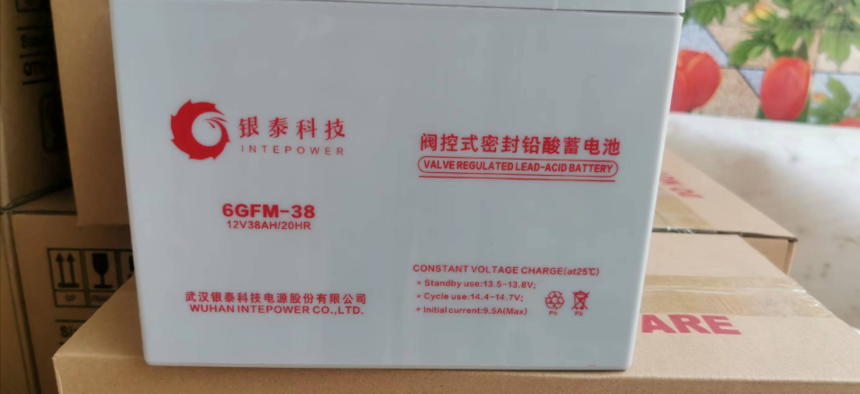 银泰科技
INTEPOWER
阀控式密封铅酸蓄电池
VALVE REGULATED LEAD-ACID BATTERY
6GFM-38
12V38AH/20HR
CONSTANT VOLTAGE CHARGE(at25℃)
* Standby use:13.5-13.8V;
* Cycle use:14.4-14.7V;
* Initial current:9.5A(Max)
Pb Pb
武汉银泰科技电源股份有限公司
WUHAN INTEPOWER CO.,LTD.
ARE